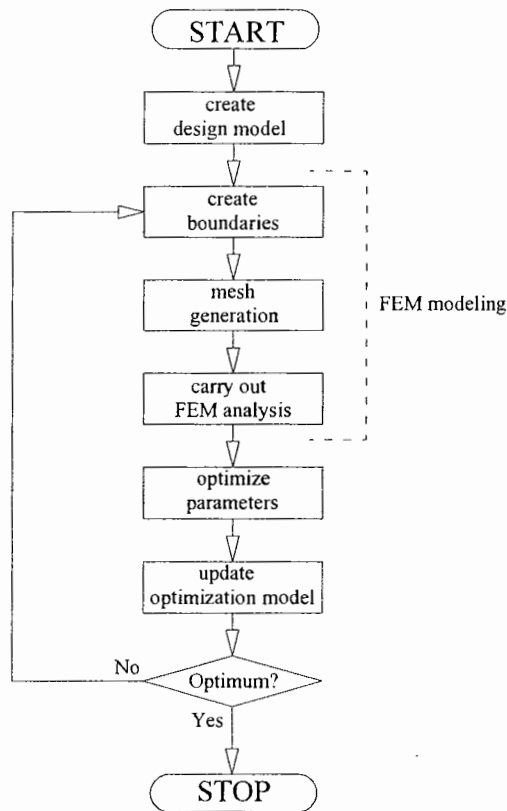 START
create
design model
create
boundaries
mesh
generation
FEM modeling
carry out
FEM analysis
optimize
parameters
update
optimization model
No
Optimum?
Yes
STOP